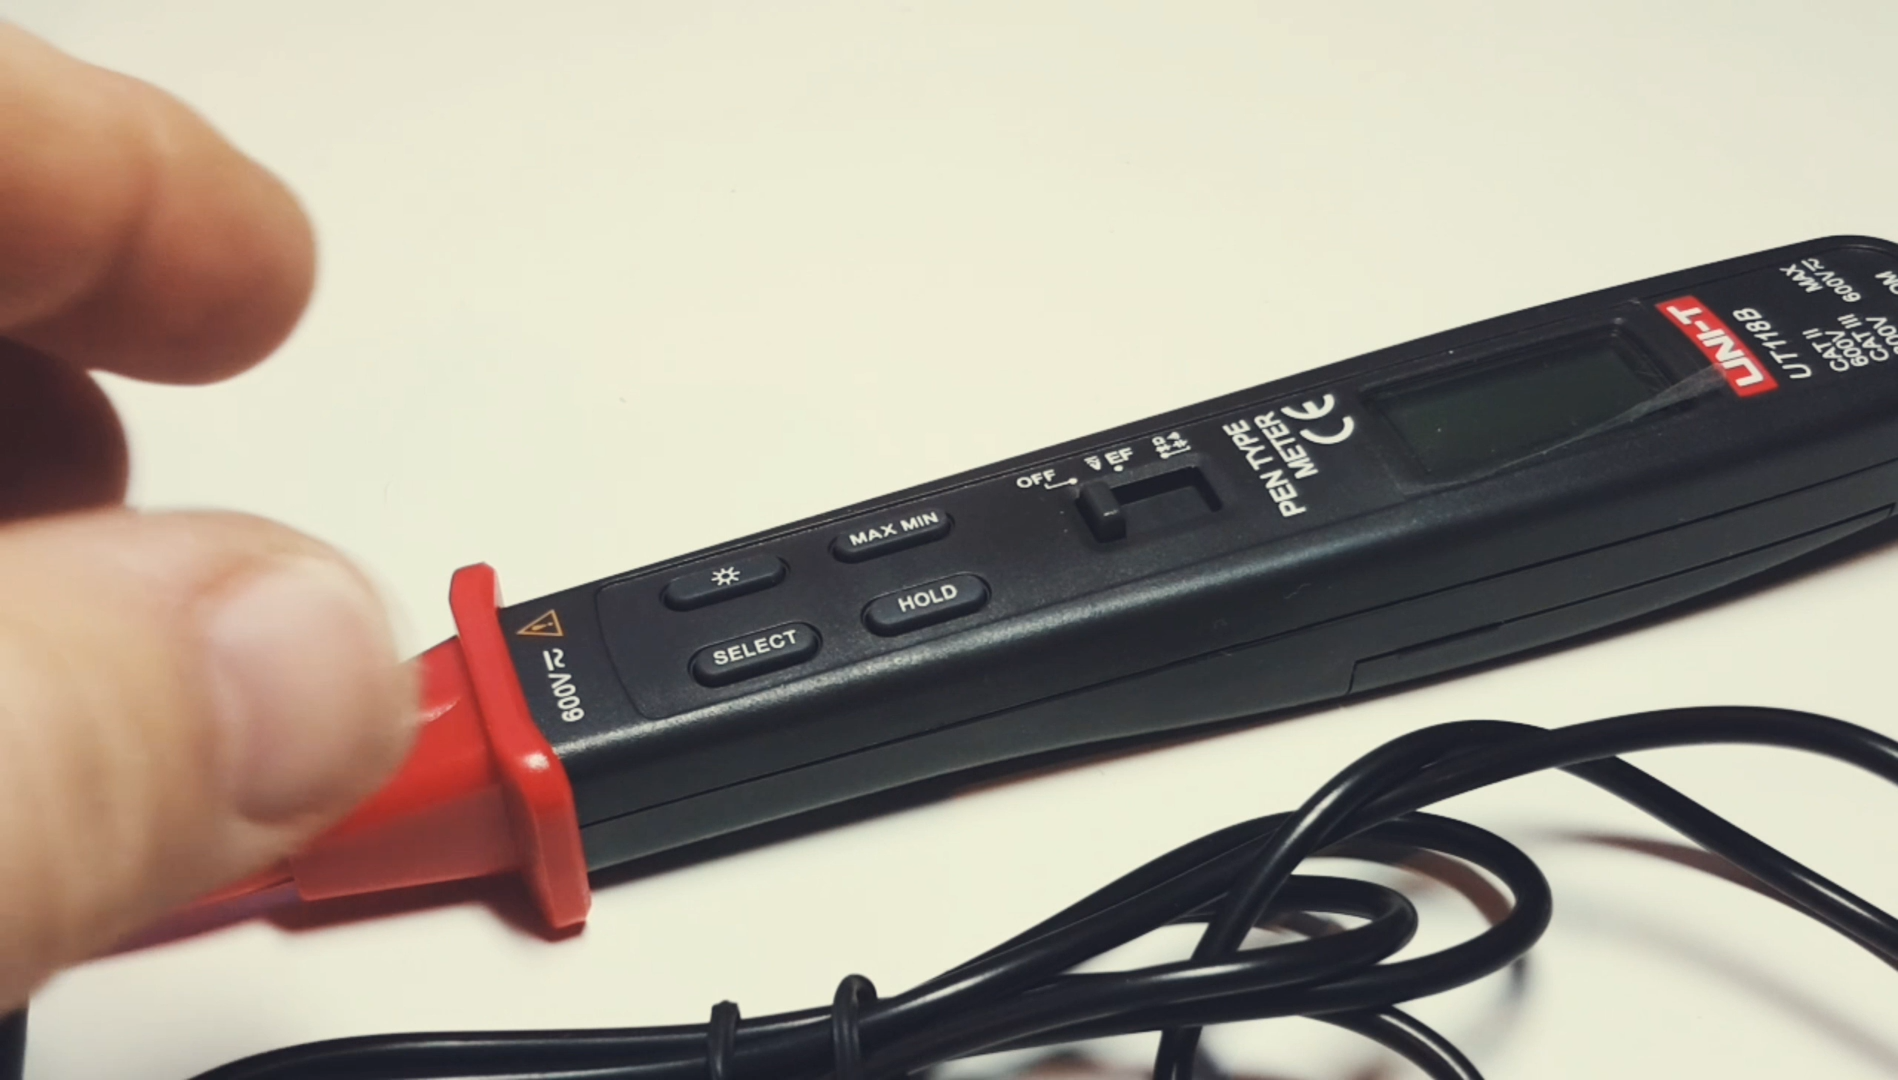 MAX MIN
HOLD
SELECT
600V
OFF
EF
PEN TYPE
METER
CE
UNI-T
UT118B
CAT II
600V
CAT III
MAX
600V